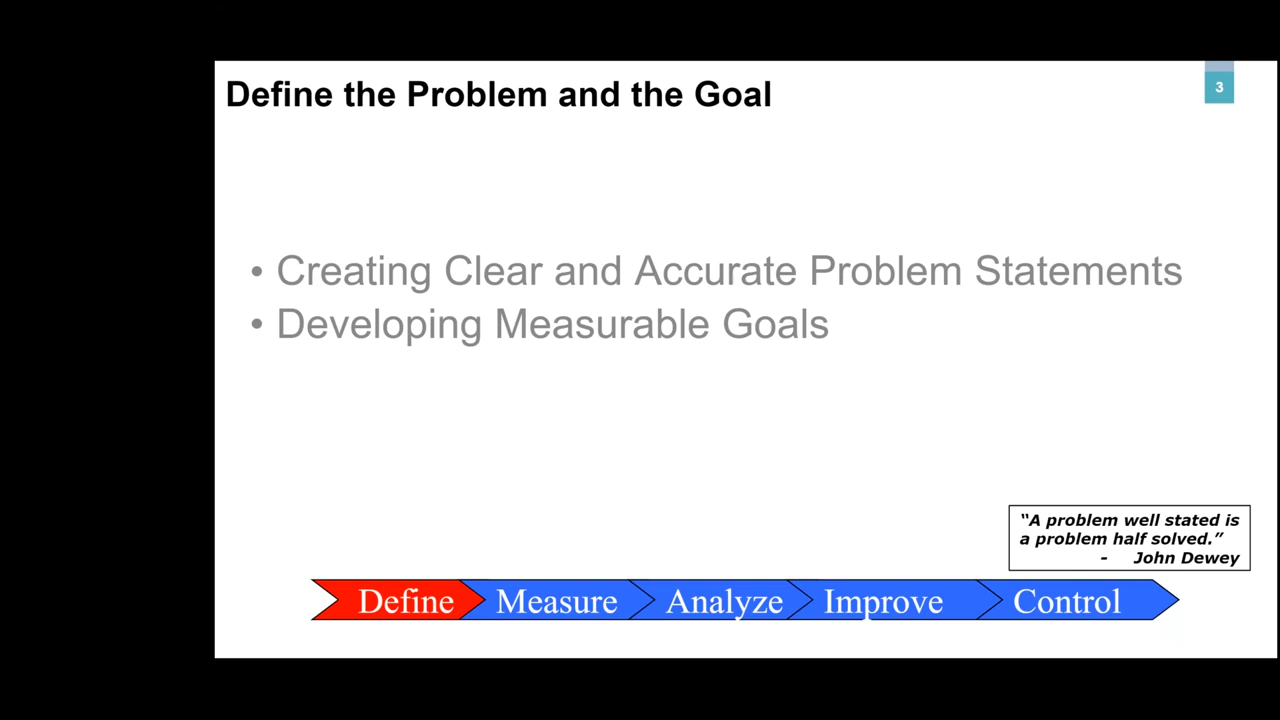 Define the Problem and the Goal
3
• Creating Clear and Accurate Problem Statements
• Developing Measurable Goals
“A problem well stated is
a problem half solved.”
- John Dewey
Define Measure Analyze Improve Control